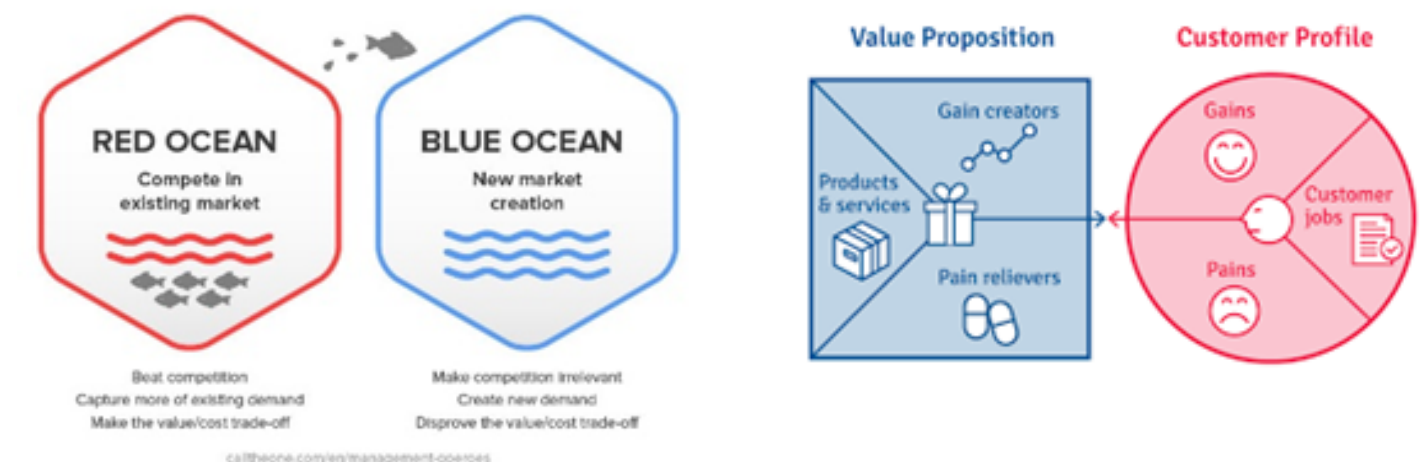 RED OCEAN
Compete in
existing market
Beat competition
Capture more of existing demand
Make the value/cost trade-off
BLUE OCEAN
New market
creation
Make competition irrelevant
Create new demand
Disprove the value/cost trade-off
Value Proposition
Gain creators
Products
& services
Pain relievers
Customer Profile
Gains
Customer
jobs
Pains